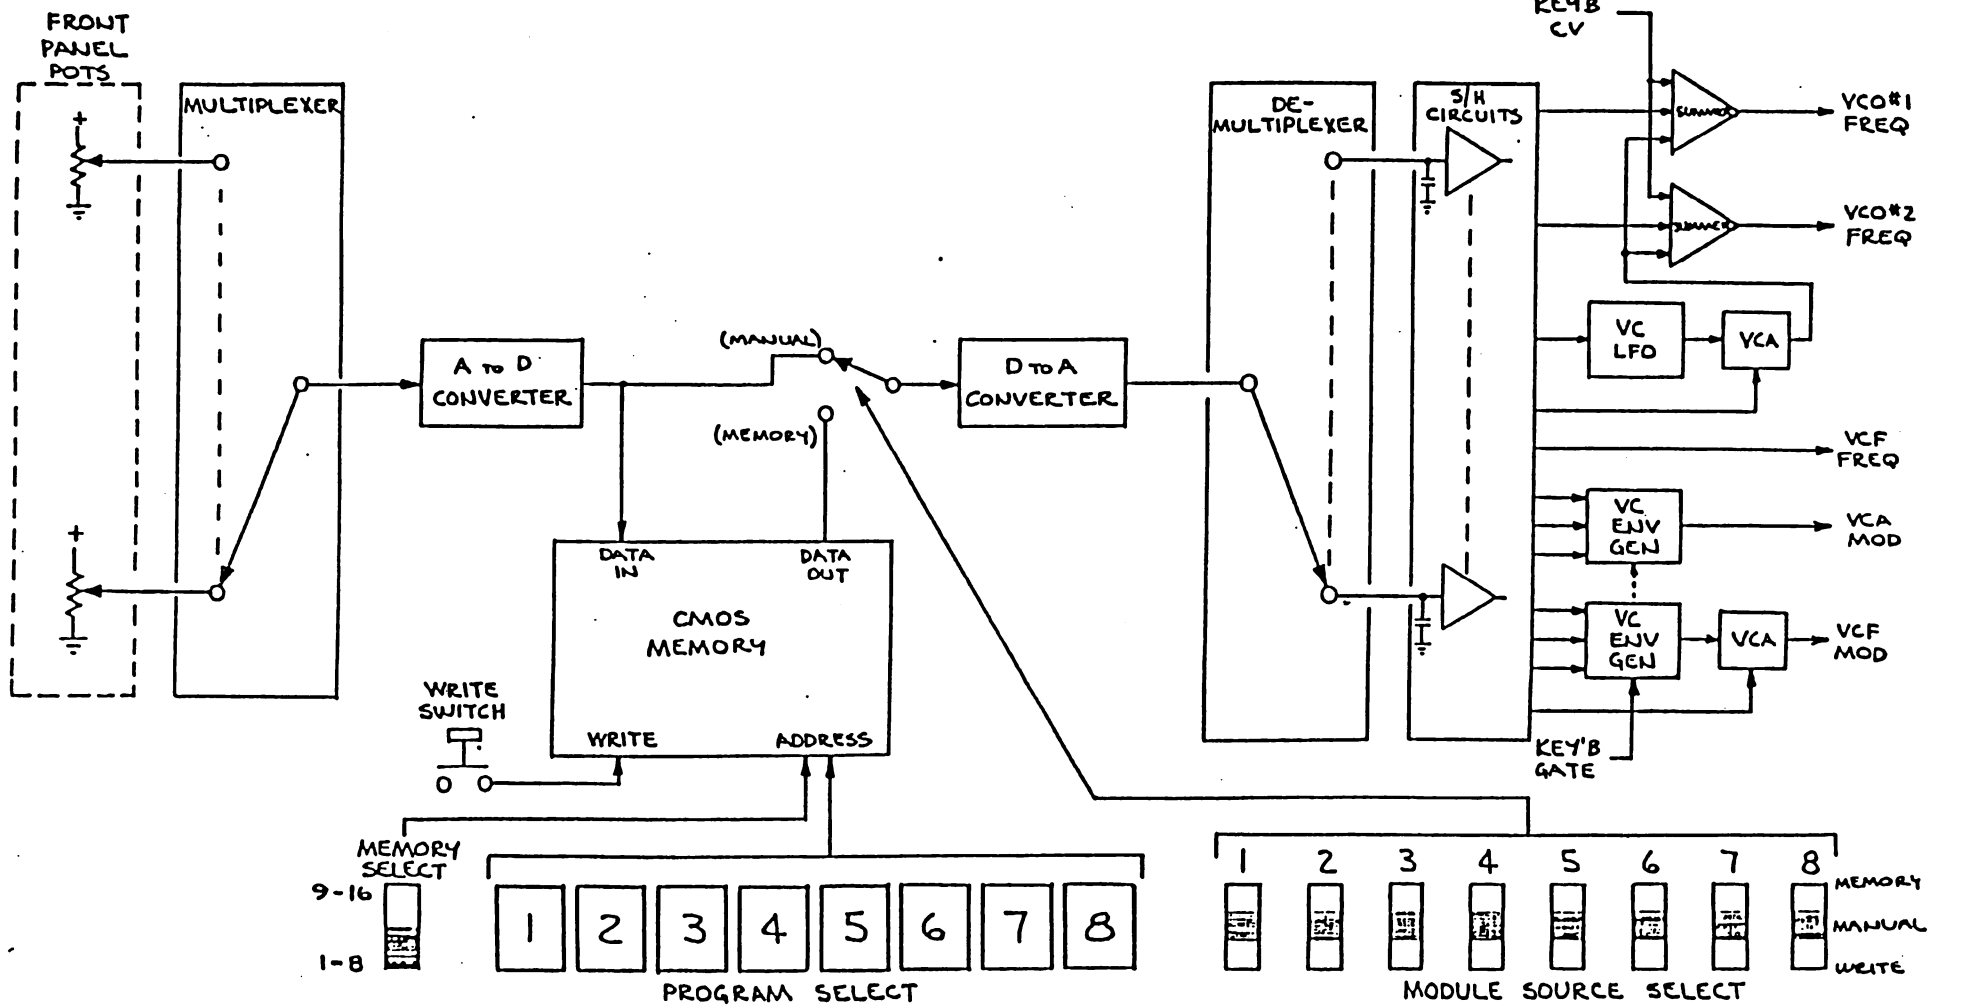 FRONT
PANEL
POTS
+
+
MULTIPLEXER
A TO D
CONVERTER
(MANUAL)
(MEMORY)
D TO A
CONVERTER
DE-
MULTIPLEXER
S/H
CIRCUITS
KEY'B
CV
SUMMER
VCO#1
FREQ
SUMMER
VCO#2
FREQ
VC
LFO
VCA
VCF
FREQ
VC
ENV
GEN
VCA
MOD
VC
ENV
GEN
VCA
VCF
MOD
KEY'B
GATE
DATA
IN
DATA
OUT
CMOS
MEMORY
WRITE
ADDRESS
WRITE
SWITCH
MEMORY
SELECT
9-16
1-8
1 2 3 4 5 6 7 8
PROGRAM SELECT
1 2 3 4 5 6 7 8
MEMORY
MANUAL
WRITE
MODULE SOURCE SELECT